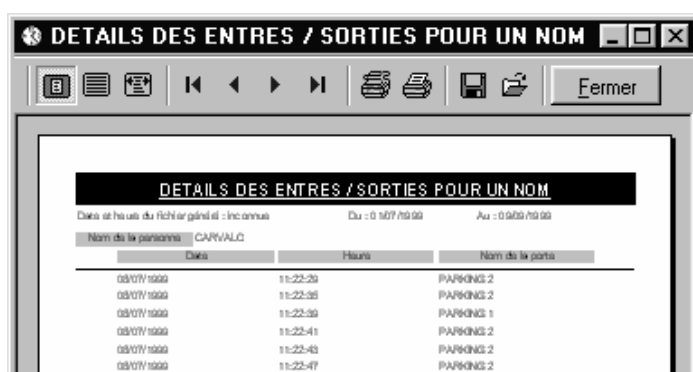 DETAILS DES ENTRES / SORTIES POUR UN NOM
Fermer
DETAILS DES ENTRES / SORTIES POUR UN NOM
Date et heure du fichier généré : inconnue Du : 01/07/1999 Au : 09/09/1999
Nom de la personne CARVALO
Date Heure Nom de la porte
08/07/1999 11:22:29 PARKING 2
08/07/1999 11:22:35 PARKING 2
08/07/1999 11:22:39 PARKING 1
08/07/1999 11:22:41 PARKING 2
08/07/1999 11:22:43 PARKING 2
08/07/1999 11:22:47 PARKING 2